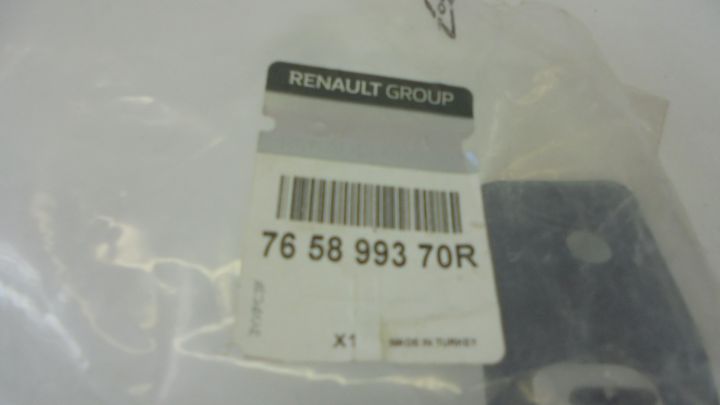 RENAULT GROUP
76 58 993 70R
X1 MADE IN TURKEY